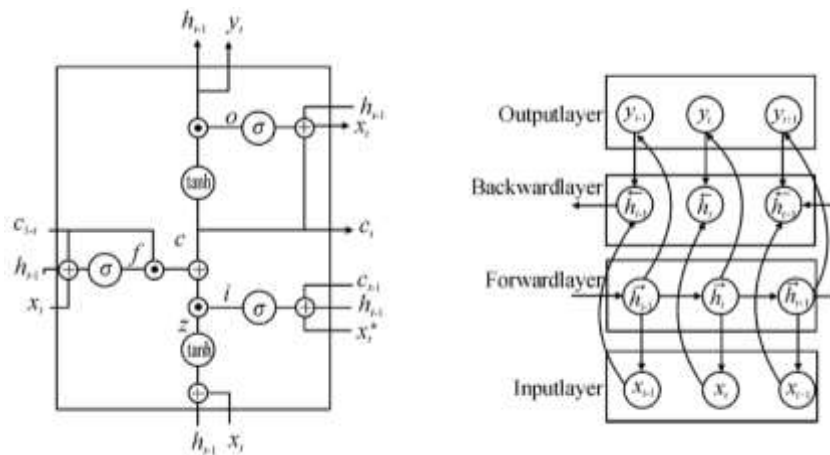 h_{t-1} y_t
o σ h_{t-1}
x_t
tanh
c_{t-1} c c_t
h_{t-1} σ f
x_t
i σ c_{t-1}
h_{t-1}
z x_t*
tanh
h_{t-1} x_t
Outputlayer y_{t-1} y_t y_{t+1}
Backwardlayer h_{t-1} h_t h_{t-1}
Forwardlayer h_{t-1} h_t h_{t+1}
Inputlayer x_{t-1} x_t x_{t-1}